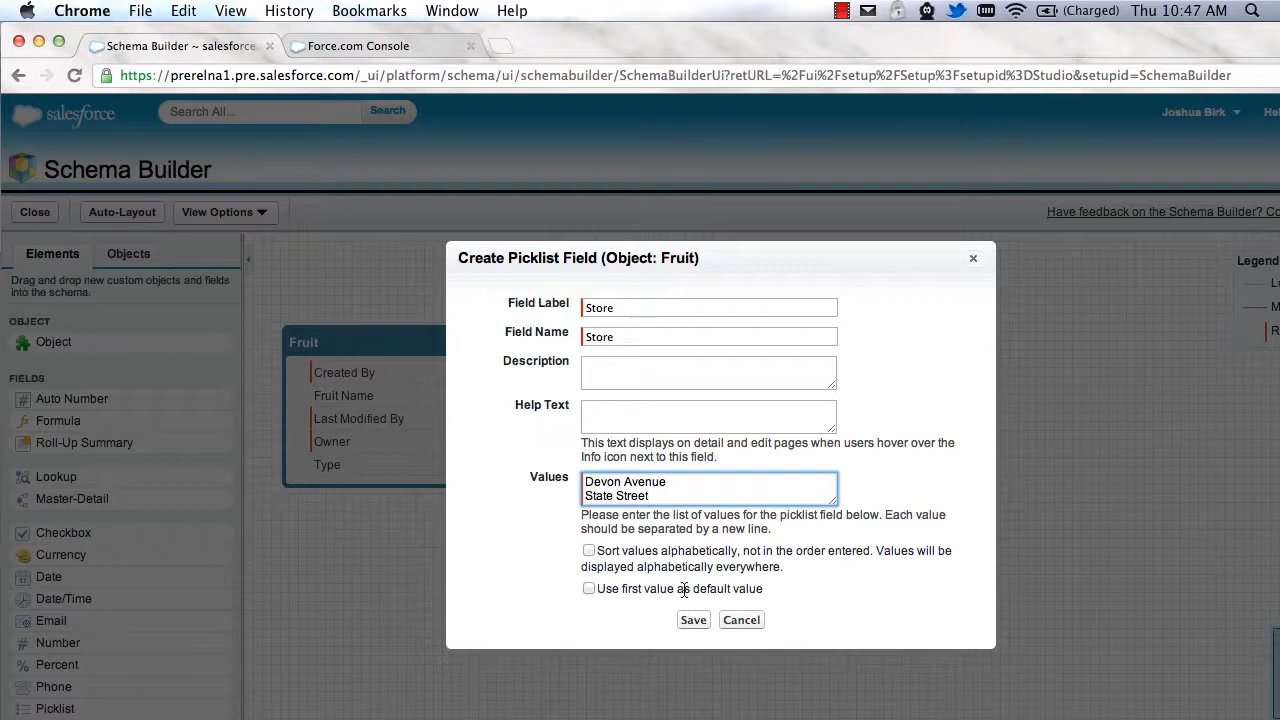 Chrome File Edit View History Bookmarks Window Help (Charged) Thu 10:47 AM
Schema Builder ~ salesforce. Force.com Console
https://prerelna1.pre.salesforce.com/_ui/platform/schema/ui/schemabuilder/SchemaBuilderUi?retURL=%2Fui%2Fsetup%2FSetup%3Fsetupid%3DStudio&setupid=SchemaBuilder
salesforce Search All... Search Joshua Birk
Schema Builder
Close Auto-Layout View Options Have feedback on the Schema Builder?
Elements Objects
Drag and drop new custom objects and fields
into the schema.
OBJECT
Object
FIELDS
Auto Number
Formula
Roll-Up Summary
Lookup
Master-Detail
Checkbox
Currency
Date
Date/Time
Email
Number
Percent
Phone
Picklist
Fruit
Created By
Fruit Name
Last Modified By
Owner
Type
Create Picklist Field (Object: Fruit)
Field Label Store
Field Name Store
Description
Help Text
This text displays on detail and edit pages when users hover over the
Info icon next to this field.
Values Devon Avenue
State Street
Please enter the list of values for the picklist field below. Each value
should be separated by a new line.
Sort values alphabetically, not in the order entered. Values will be
displayed alphabetically everywhere.
Use first value as default value
Save Cancel
Legend